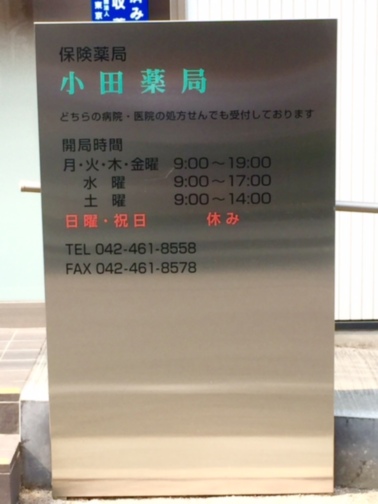 保険薬局
小田薬局
どちらの病院・医院の処方せんでも受付しております
開局時間
月・火・木・金曜 9:00～19:00
水 曜 9:00～17:00
土 曜 9:00～14:00
日曜・祝日 休み
TEL 042-461-8558
FAX 042-461-8578